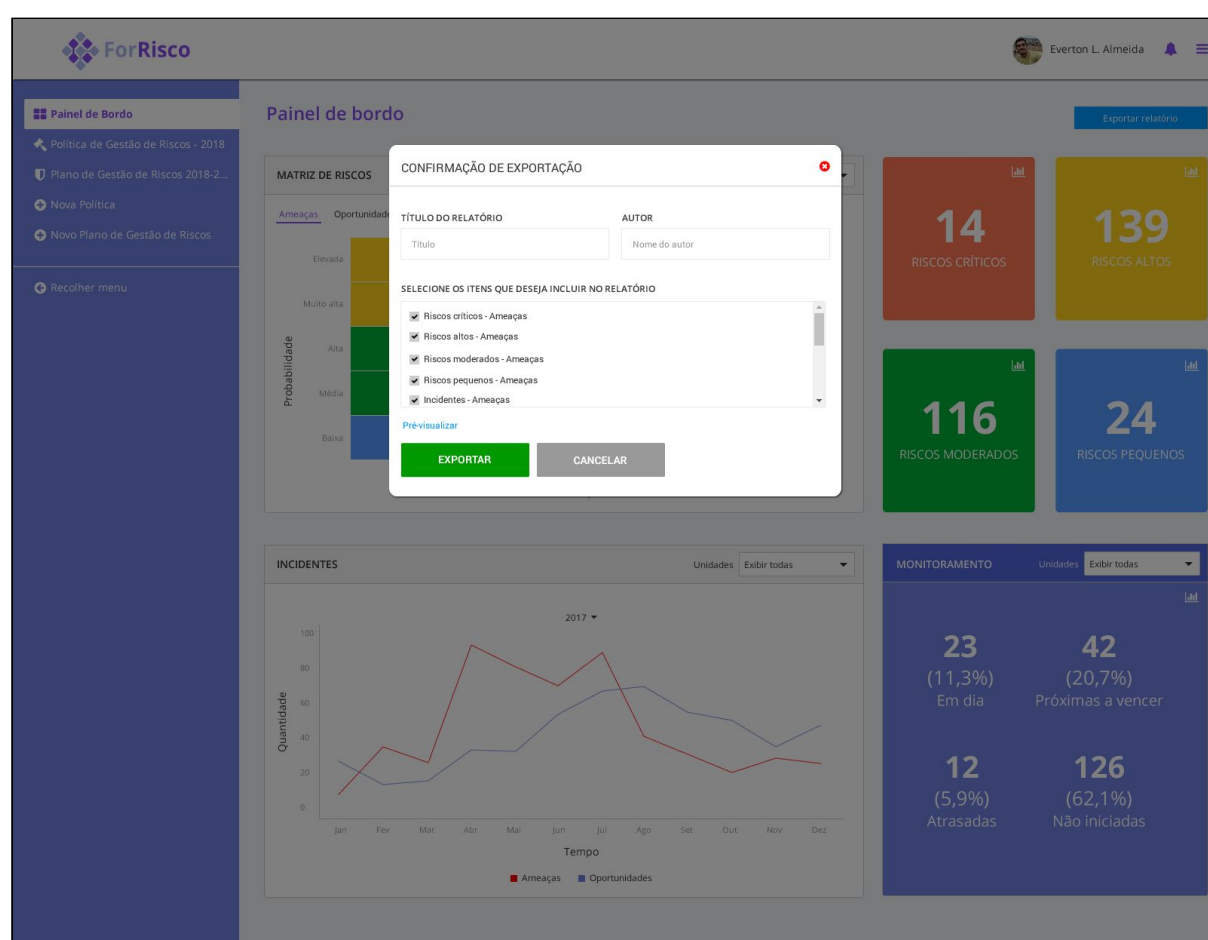 ForRisco
Everton L. Almeida
Painel de Bordo
Política de Gestão de Riscos - 2018
Plano de Gestão de Riscos 2018-2...
Nova Política
Novo Plano de Gestão de Riscos
Recolher menu
Painel de bordo
Exportar relatório
MATRIZ DE RISCOS
Ameaças Oportunidade
Probabilidade
Elevada
Muito alta
Alta
Média
Baixa
CONFIRMAÇÃO DE EXPORTAÇÃO
TÍTULO DO RELATÓRIO AUTOR
Título Nome do autor
SELECIONE OS ITENS QUE DESEJA INCLUIR NO RELATÓRIO
Riscos críticos - Ameaças
Riscos altos - Ameaças
Riscos moderados - Ameaças
Riscos pequenos - Ameaças
Incidentes - Ameaças
Pré-visualizar
EXPORTAR CANCELAR
14
RISCOS CRÍTICOS
139
RISCOS ALTOS
116
RISCOS MODERADOS
24
RISCOS PEQUENOS
INCIDENTES Unidades Exibir todas
2017
Quantidade
100
80
60
40
20
0
Jan Fev Mar Abr Mai Jun Jul Ago Set Out Nov Dez
Tempo
Ameaças Oportunidades
MONITORAMENTO Unidades Exibir todas
23
(11,3%)
Em dia
42
(20,7%)
Próximas a vencer
12
(5,9%)
Atrasadas
126
(62,1%)
Não iniciadas